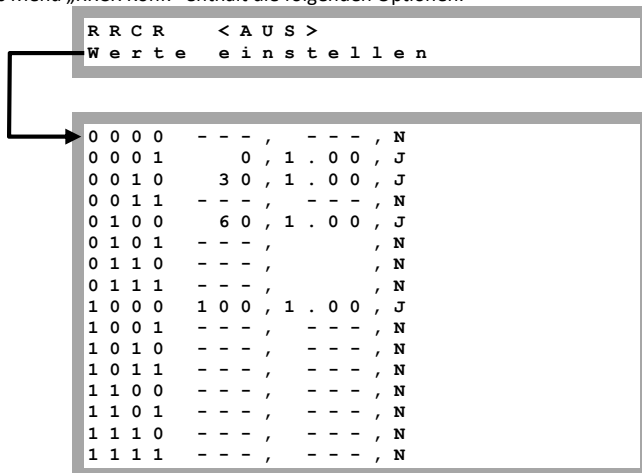 RRCR <AUS>
Werte einstellen
0000 ---, ---,N
0001 0,1.00,J
0010 30,1.00,J
0011 ---, ---,N
0100 60,1.00,J
0101 ---, ,N
0110 ---, ,N
0111 ---, ,N
1000 100,1.00,J
1001 ---, ---,N
1010 ---, ---,N
1011 ---, ---,N
1100 ---, ---,N
1101 ---, ---,N
1110 ---, ---,N
1111 ---, ---,N